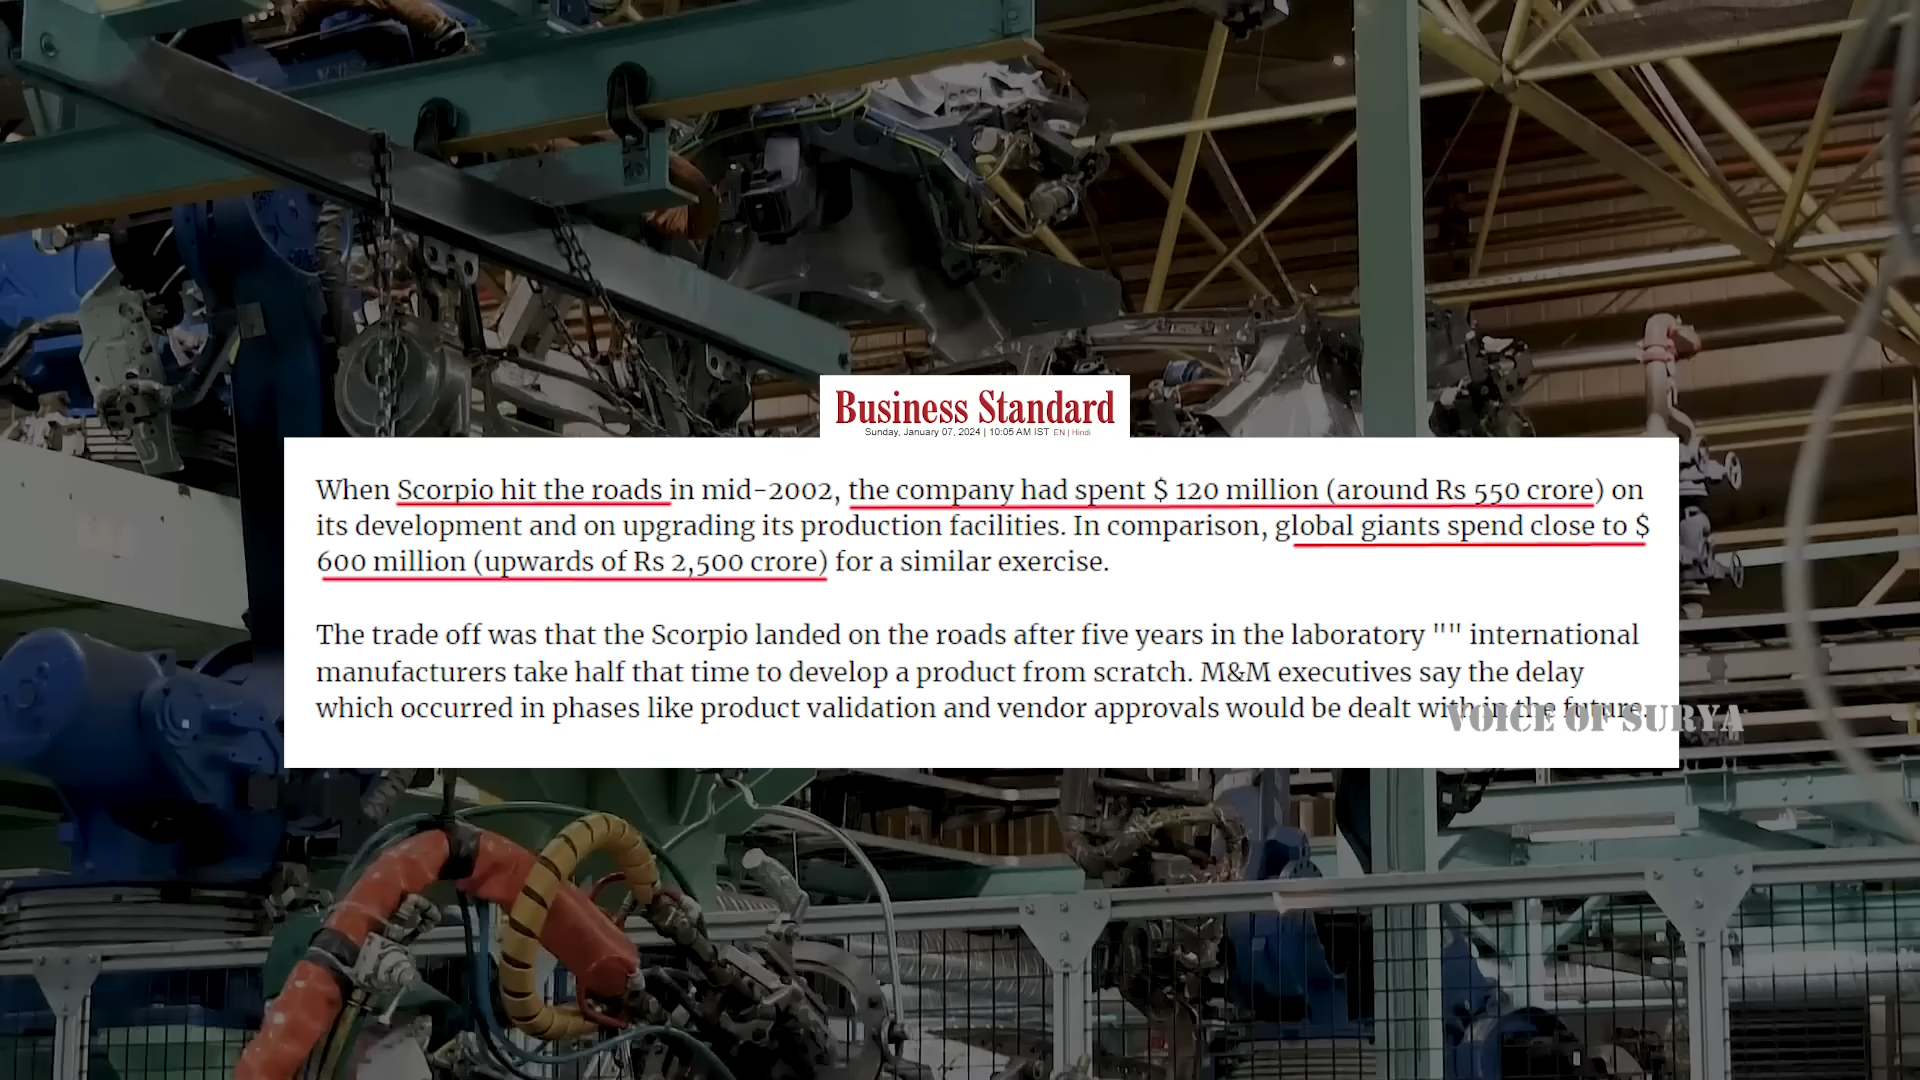 Business Standard
Sunday, January 07, 2024 | 10:05 AM IST EN | Hindi
When Scorpio hit the roads in mid-2002, the company had spent $ 120 million (around Rs 550 crore) on
its development and on upgrading its production facilities. In comparison, global giants spend close to $
600 million (upwards of Rs 2,500 crore) for a similar exercise.
The trade off was that the Scorpio landed on the roads after five years in the laboratory "" international
manufacturers take half that time to develop a product from scratch. M&M executives say the delay
which occurred in phases like product validation and vendor approvals would be dealt with in the future.
VOICE OF SURYA